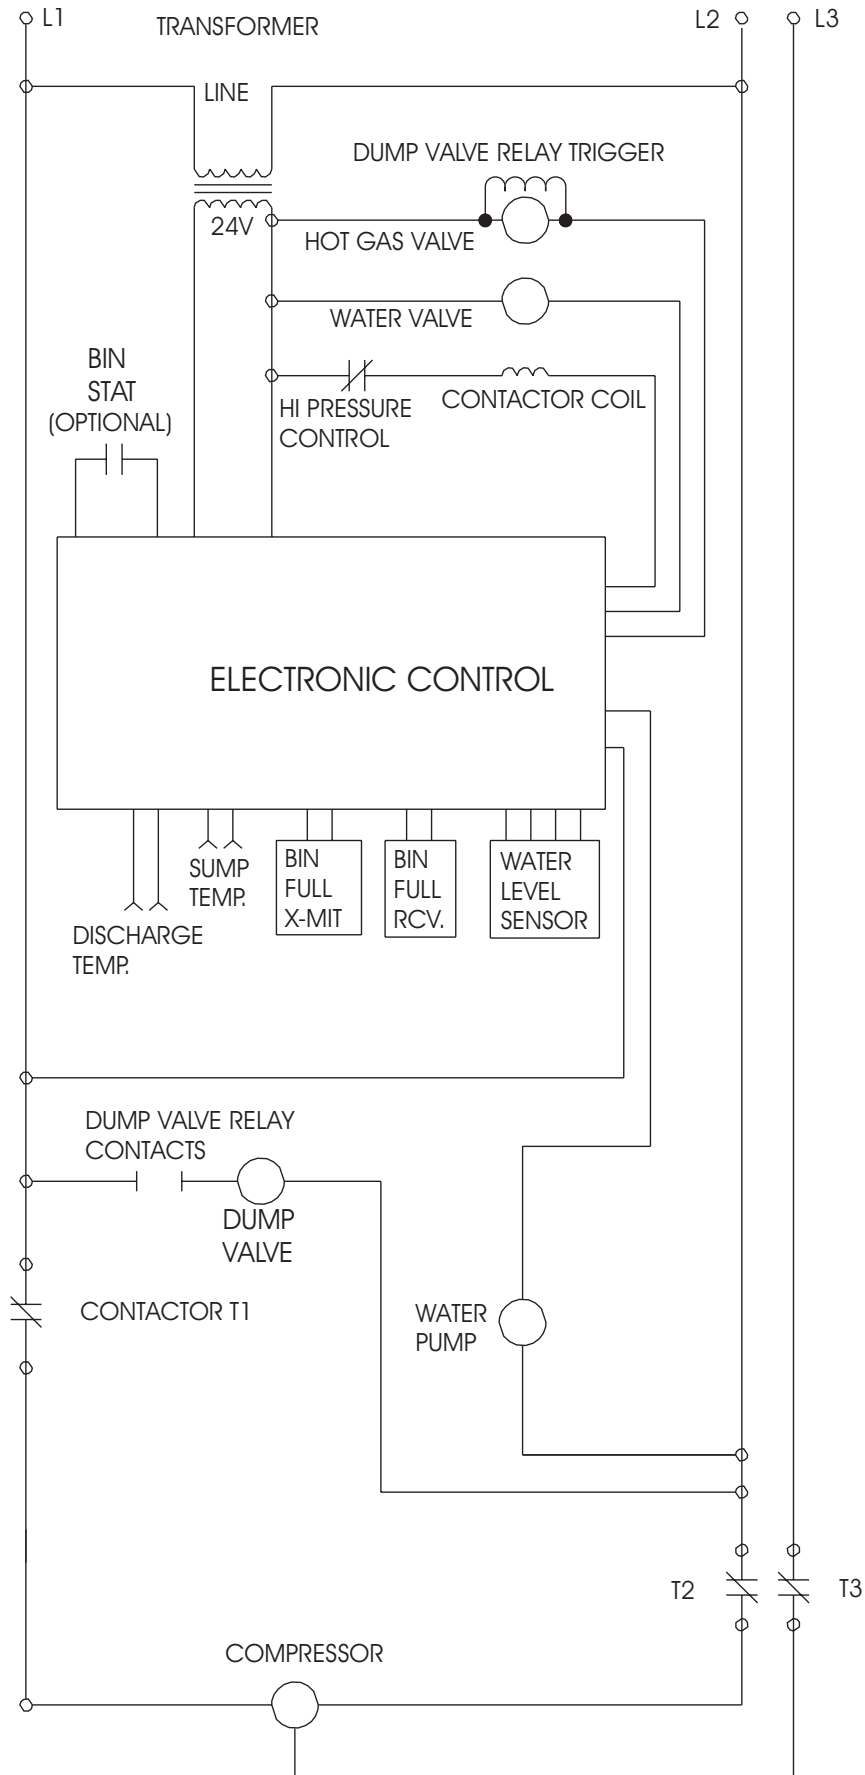 L1
TRANSFORMER
L2
L3
LINE
DUMP VALVE RELAY TRIGGER
24V
HOT GAS VALVE
WATER VALVE
BIN
STAT
(OPTIONAL)
HI PRESSURE
CONTROL
CONTACTOR COIL
ELECTRONIC CONTROL
DISCHARGE
TEMP.
SUMP
TEMP.
BIN
FULL
X-MIT
BIN
FULL
RCV.
WATER
LEVEL
SENSOR
DUMP VALVE RELAY
CONTACTS
DUMP
VALVE
CONTACTOR T1
WATER
PUMP
T2
T3
COMPRESSOR